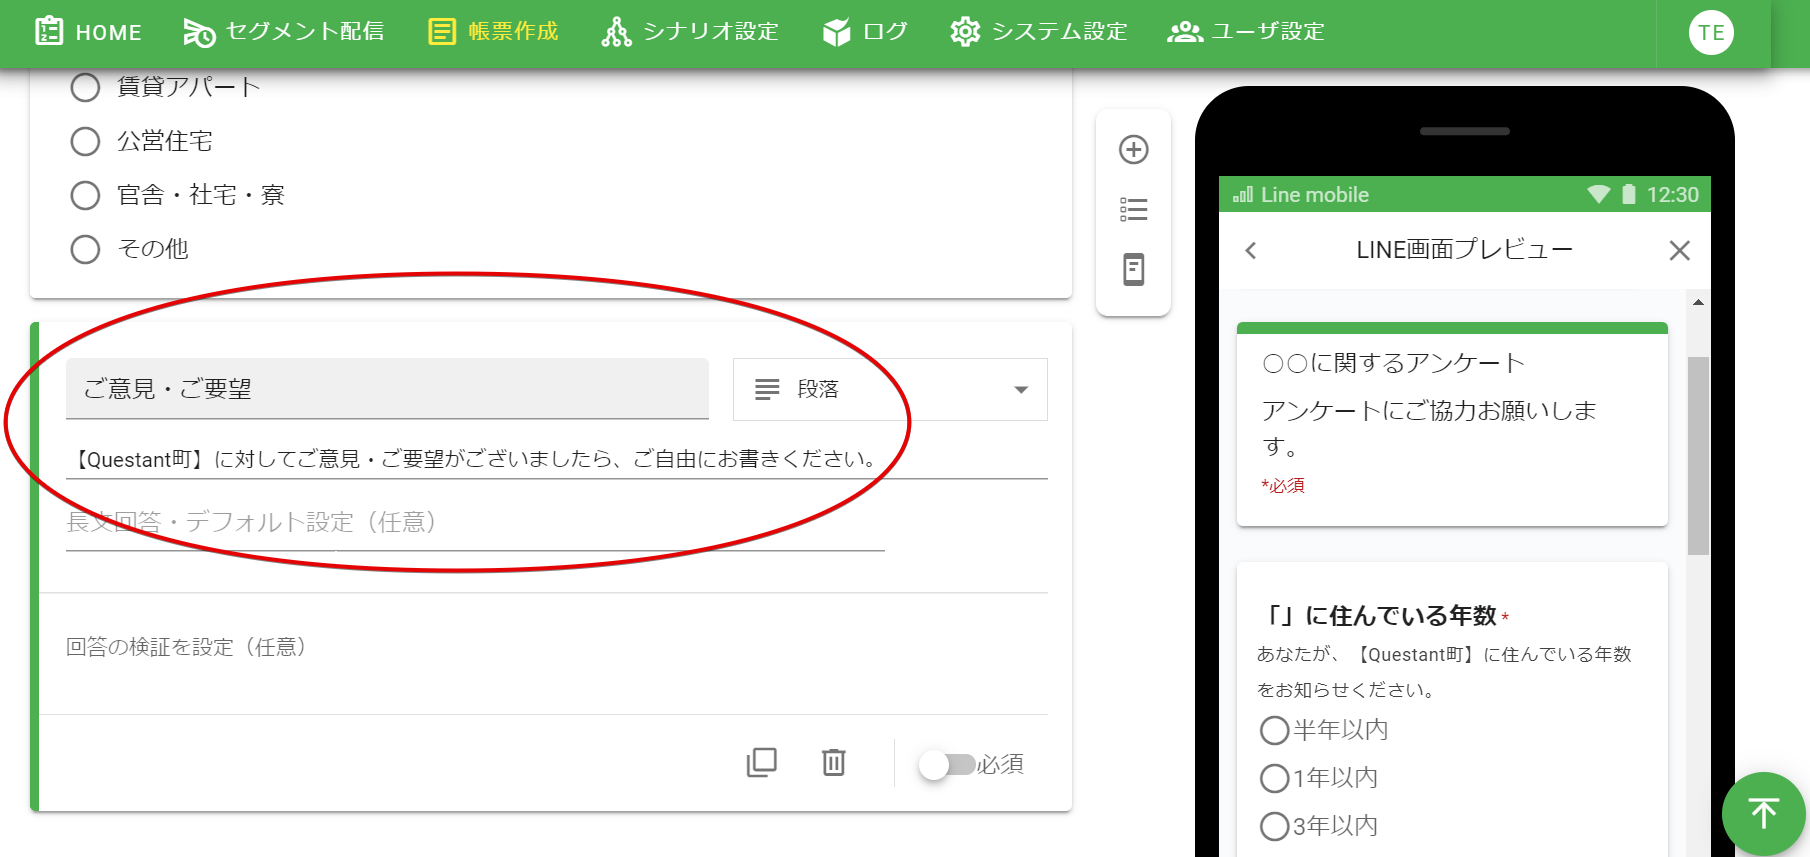 HOME セグメント配信 帳票作成 シナリオ設定 ログ システム設定 ユーザ設定 TE
賃貸アパート
公営住宅
官舎・社宅・寮
その他
ご意見・ご要望
段落
【Questant町】に対してご意見・ご要望がございましたら、ご自由にお書きください。
長文回答・デフォルト設定（任意）
回答の検証を設定（任意）
必須
Line mobile 12:30
LINE画面プレビュー
〇〇に関するアンケート
アンケートにご協力お願いしま
す。
*必須
「」に住んでいる年数 *
あなたが、【Questant町】に住んでいる年数
をお知らせください。
半年以内
1年以内
3年以内